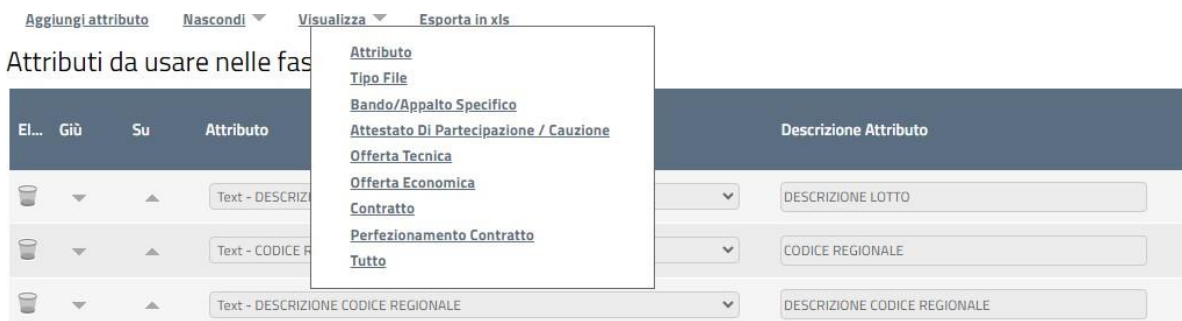 Aggiungi attributo Nascondi Visualizza Esporta in xls
Attributi da usare nelle fas
Attributo
Tipo File
Bando/Appalto Specifico
Attestato Di Partecipazione / Cauzione
Offerta Tecnica
Offerta Economica
Contratto
Perfezionamento Contratto
Tutto
El... Giù Su Attributo Descrizione Attributo
Text - DESCRIZI DESCRIZIONE LOTTO
Text - CODICE R CODICE REGIONALE
Text - DESCRIZIONE CODICE REGIONALE DESCRIZIONE CODICE REGIONALE